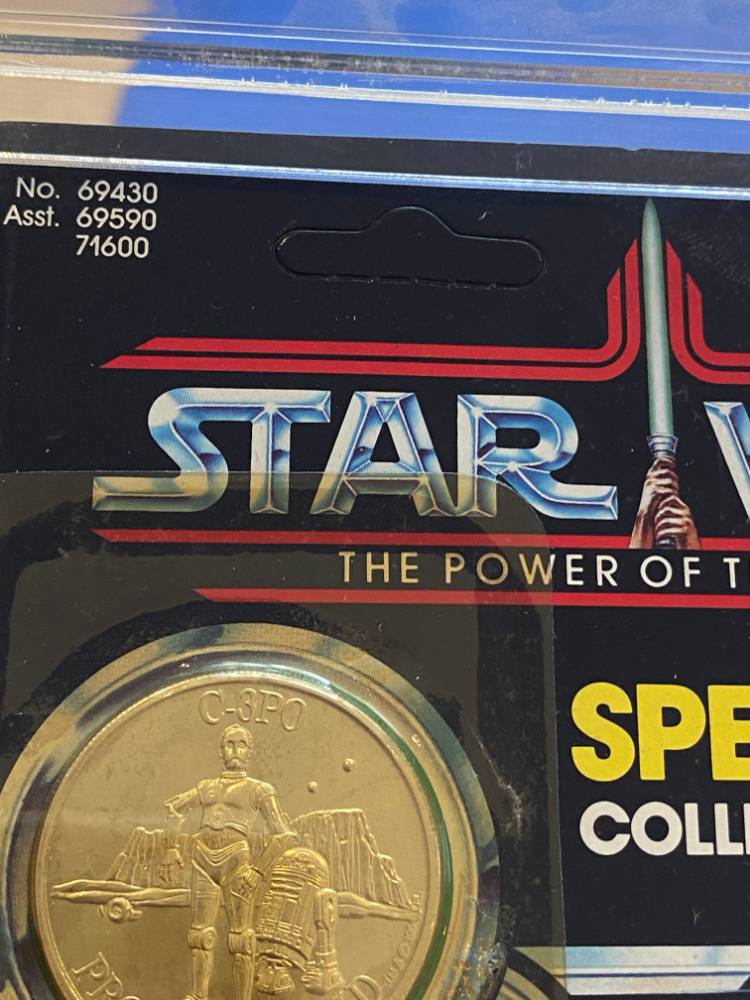 No. 69430
Asst. 69590
71600
STAR W
THE POWER OF T
SPE
COLL
C-3PO